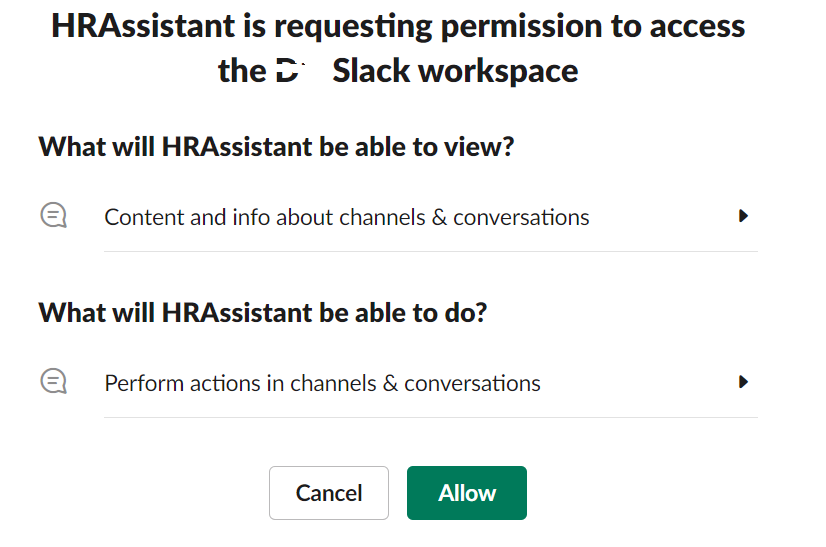 HRAssistant is requesting permission to access
the Slack workspace
What will HRAssistant be able to view?
Content and info about channels & conversations
What will HRAssistant be able to do?
Perform actions in channels & conversations
Cancel
Allow